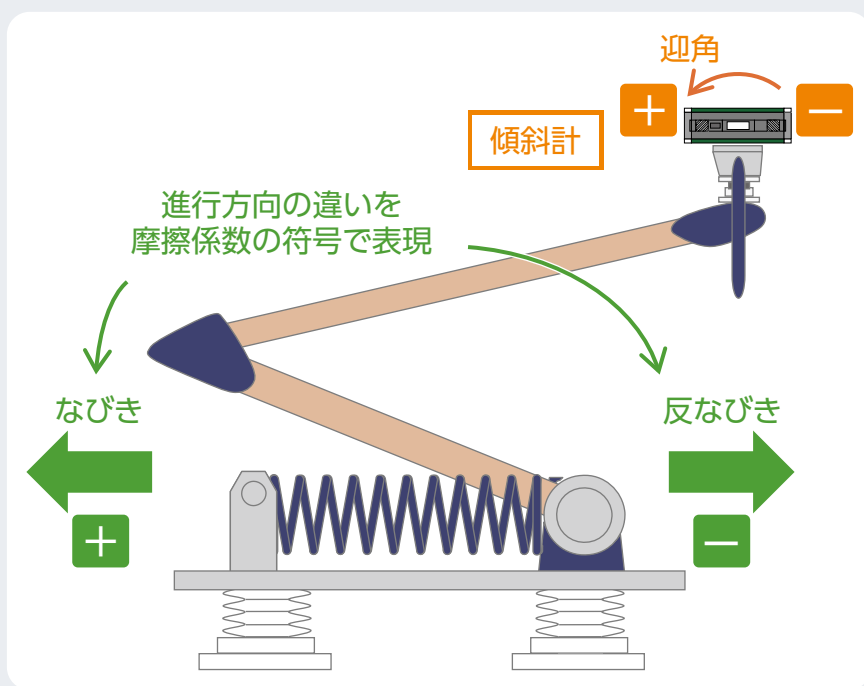 迎角
+
−
傾斜計
進行方向の違いを
摩擦係数の符号で表現
なびき
反なびき
+
−